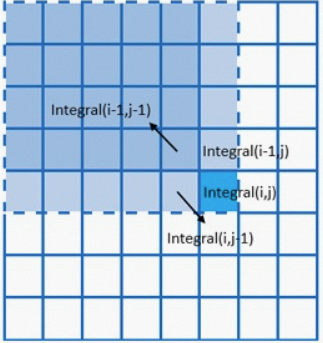 Integral(i-1,j-1)
Integral(i-1,j)
Integral(i,j)
Integral(i,j-1)